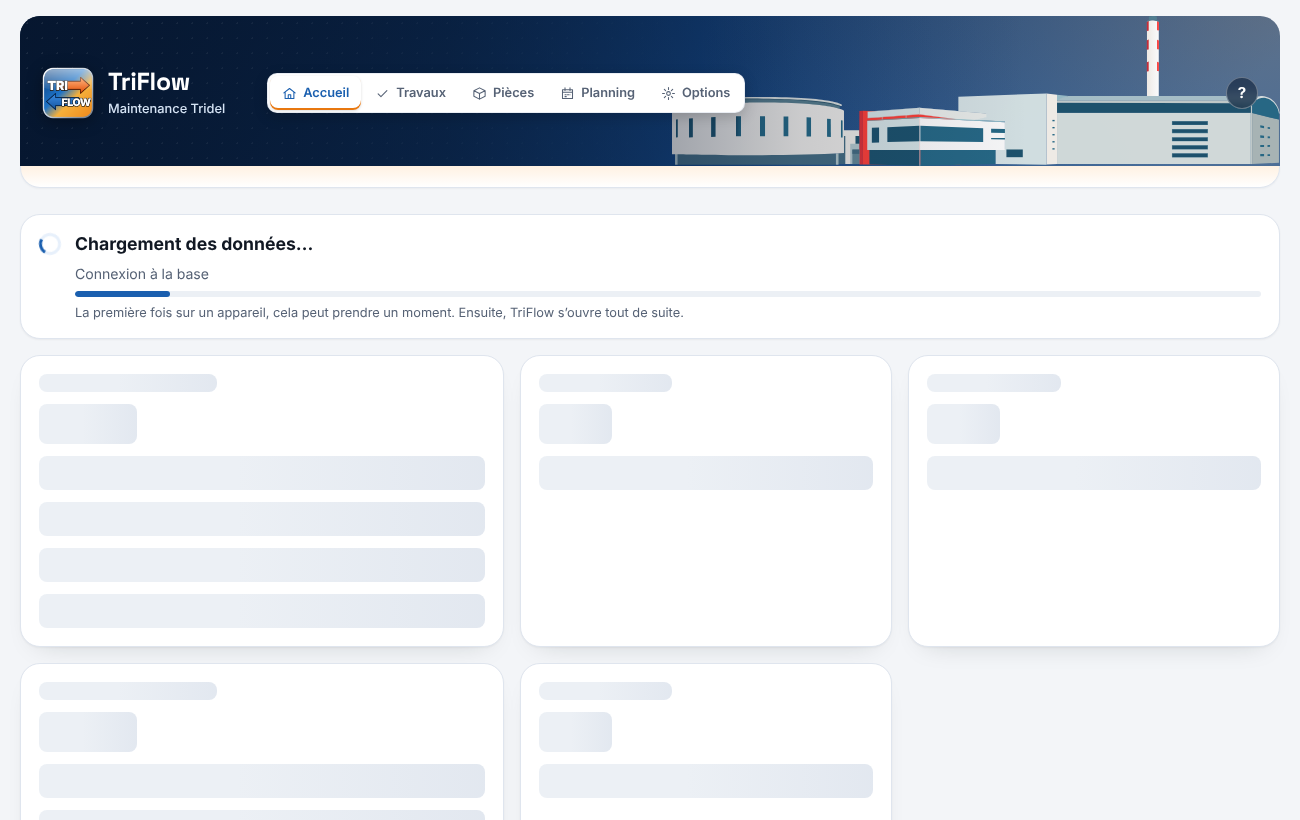 TRI
FLOW
TriFlow
Maintenance Tridel
Accueil
Travaux
Pièces
Planning
Options
?
Chargement des données…
Connexion à la base
La première fois sur un appareil, cela peut prendre un moment. Ensuite, TriFlow s’ouvre tout de suite.